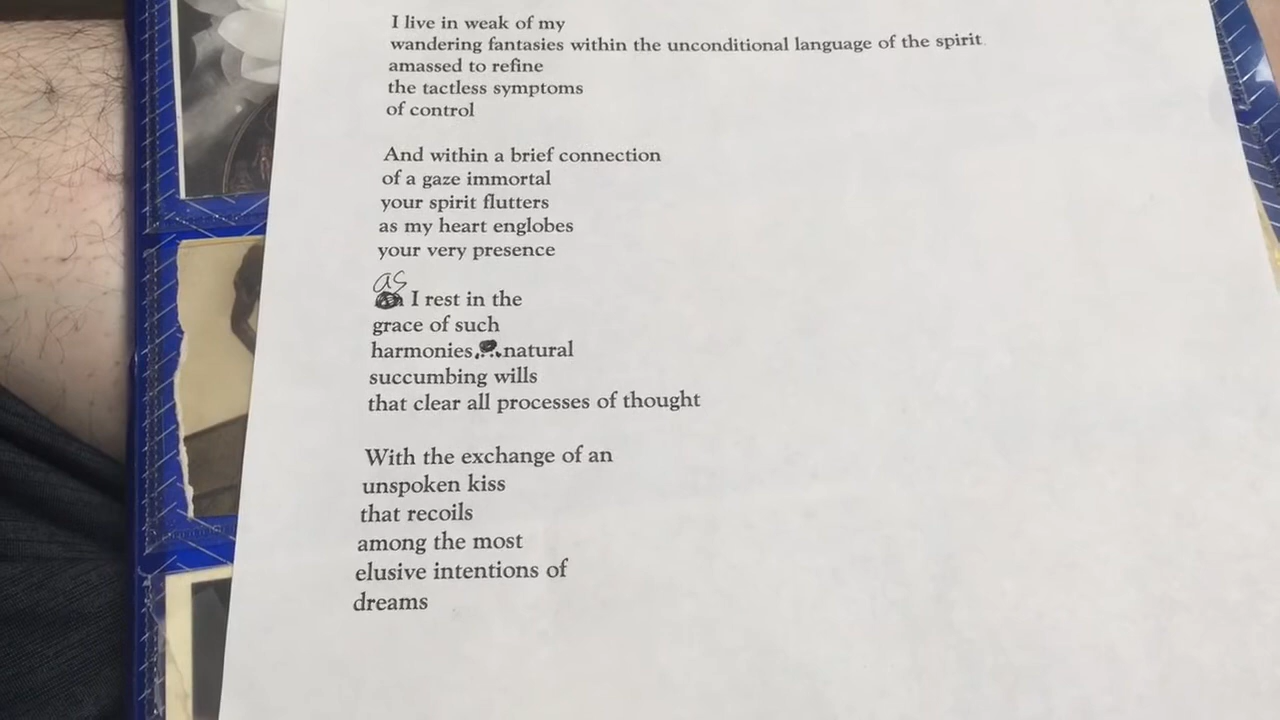 I live in weak of my
wandering fantasies within the unconditional language of the spirit
amassed to refine
the tactless symptoms
of control
And within a brief connection
of a gaze immortal
your spirit flutters
as my heart englobes
your very presence
as
I rest in the
grace of such
harmonies, natural
succumbing wills
that clear all processes of thought
With the exchange of an
unspoken kiss
that recoils
among the most
elusive intentions of
dreams